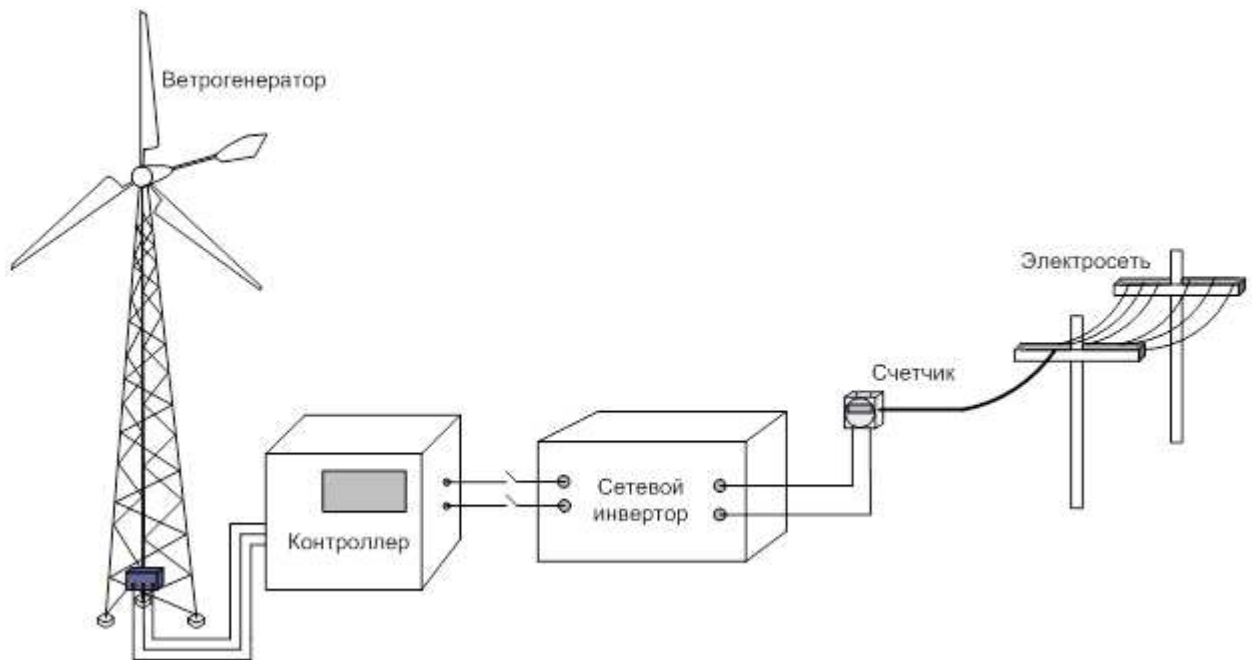 Ветрогенератор
Электросеть
Счетчик
Сетевой
инвертор
Контроллер